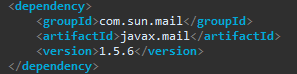 <dependency>
<groupId>com.sun.mail</groupId>
<artifactId>javax.mail</artifactId>
<version>1.5.6</version>
</dependency>